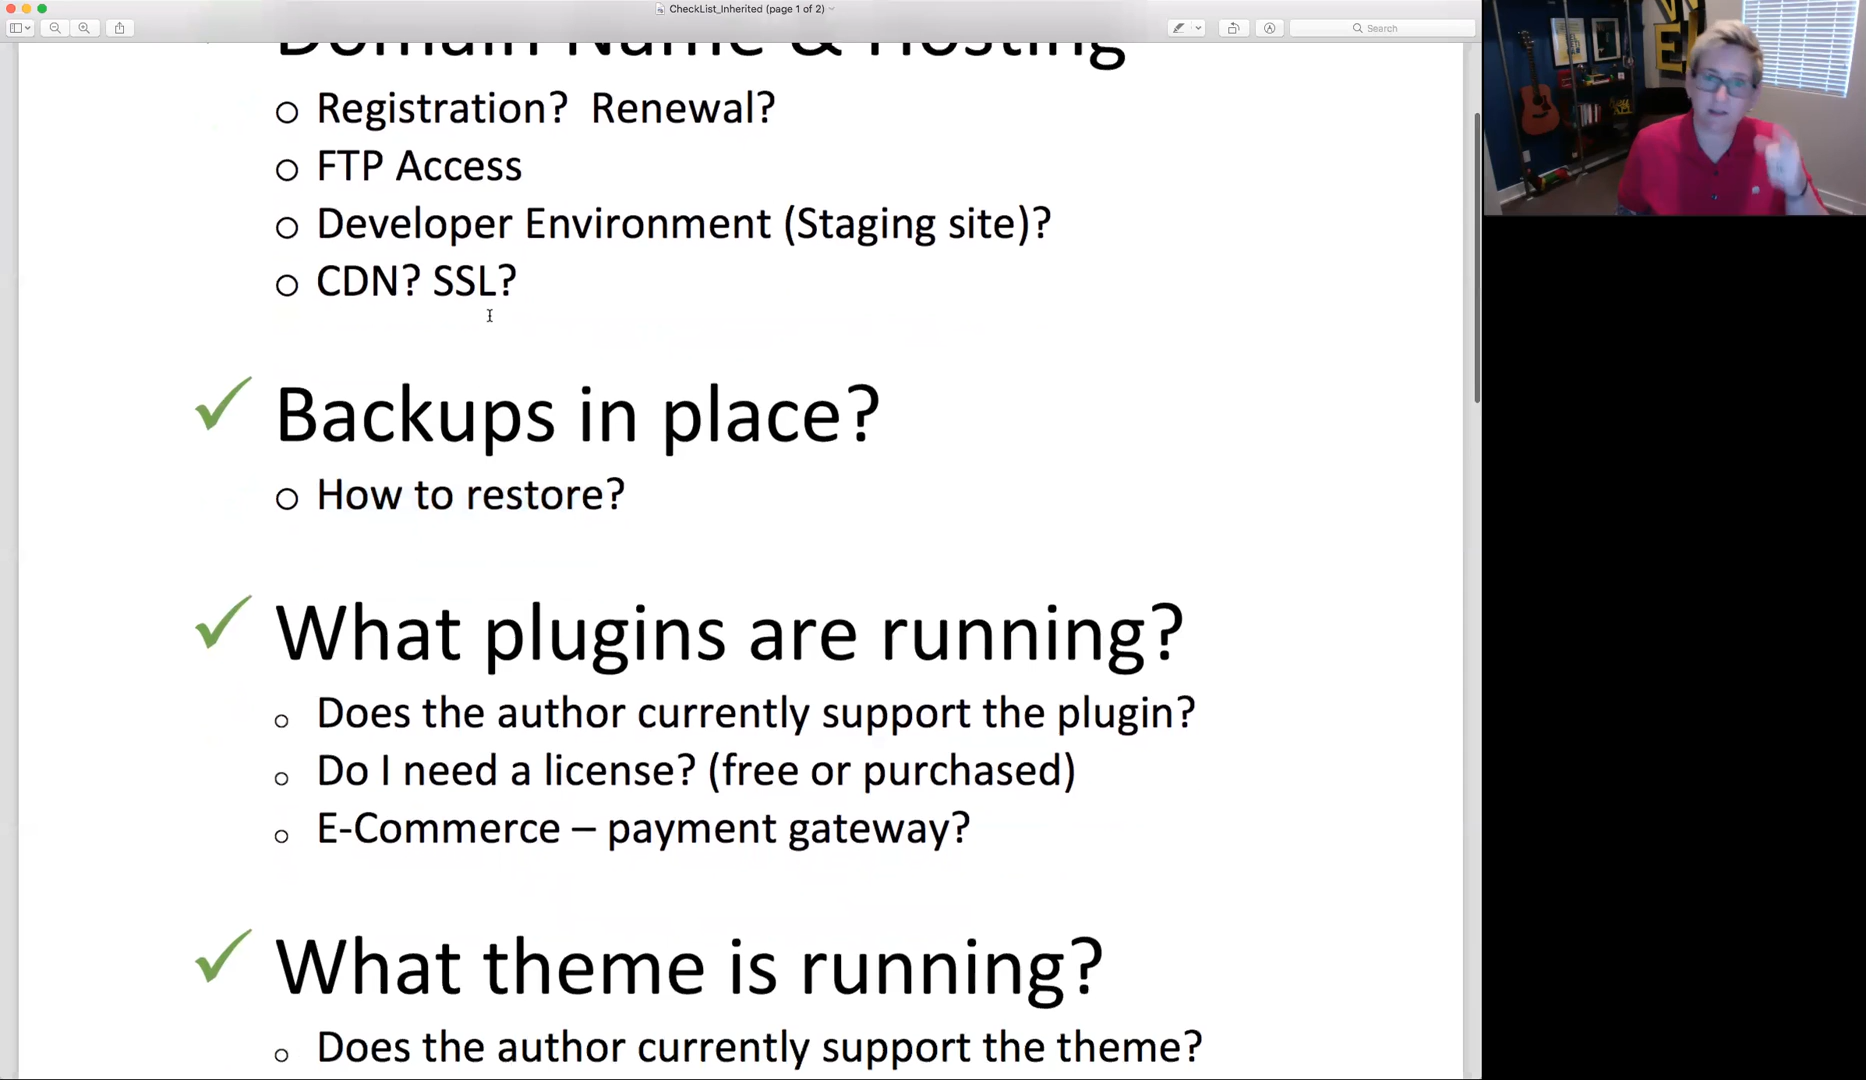 CheckList_Inherited (page 1 of 2)
Search
Domain Name & Hosting
Registration?  Renewal?
FTP Access
Developer Environment (Staging site)?
CDN? SSL?
Backups in place?
How to restore?
What plugins are running?
Does the author currently support the plugin?
Do I need a license? (free or purchased)
E-Commerce – payment gateway?
What theme is running?
Does the author currently support the theme?